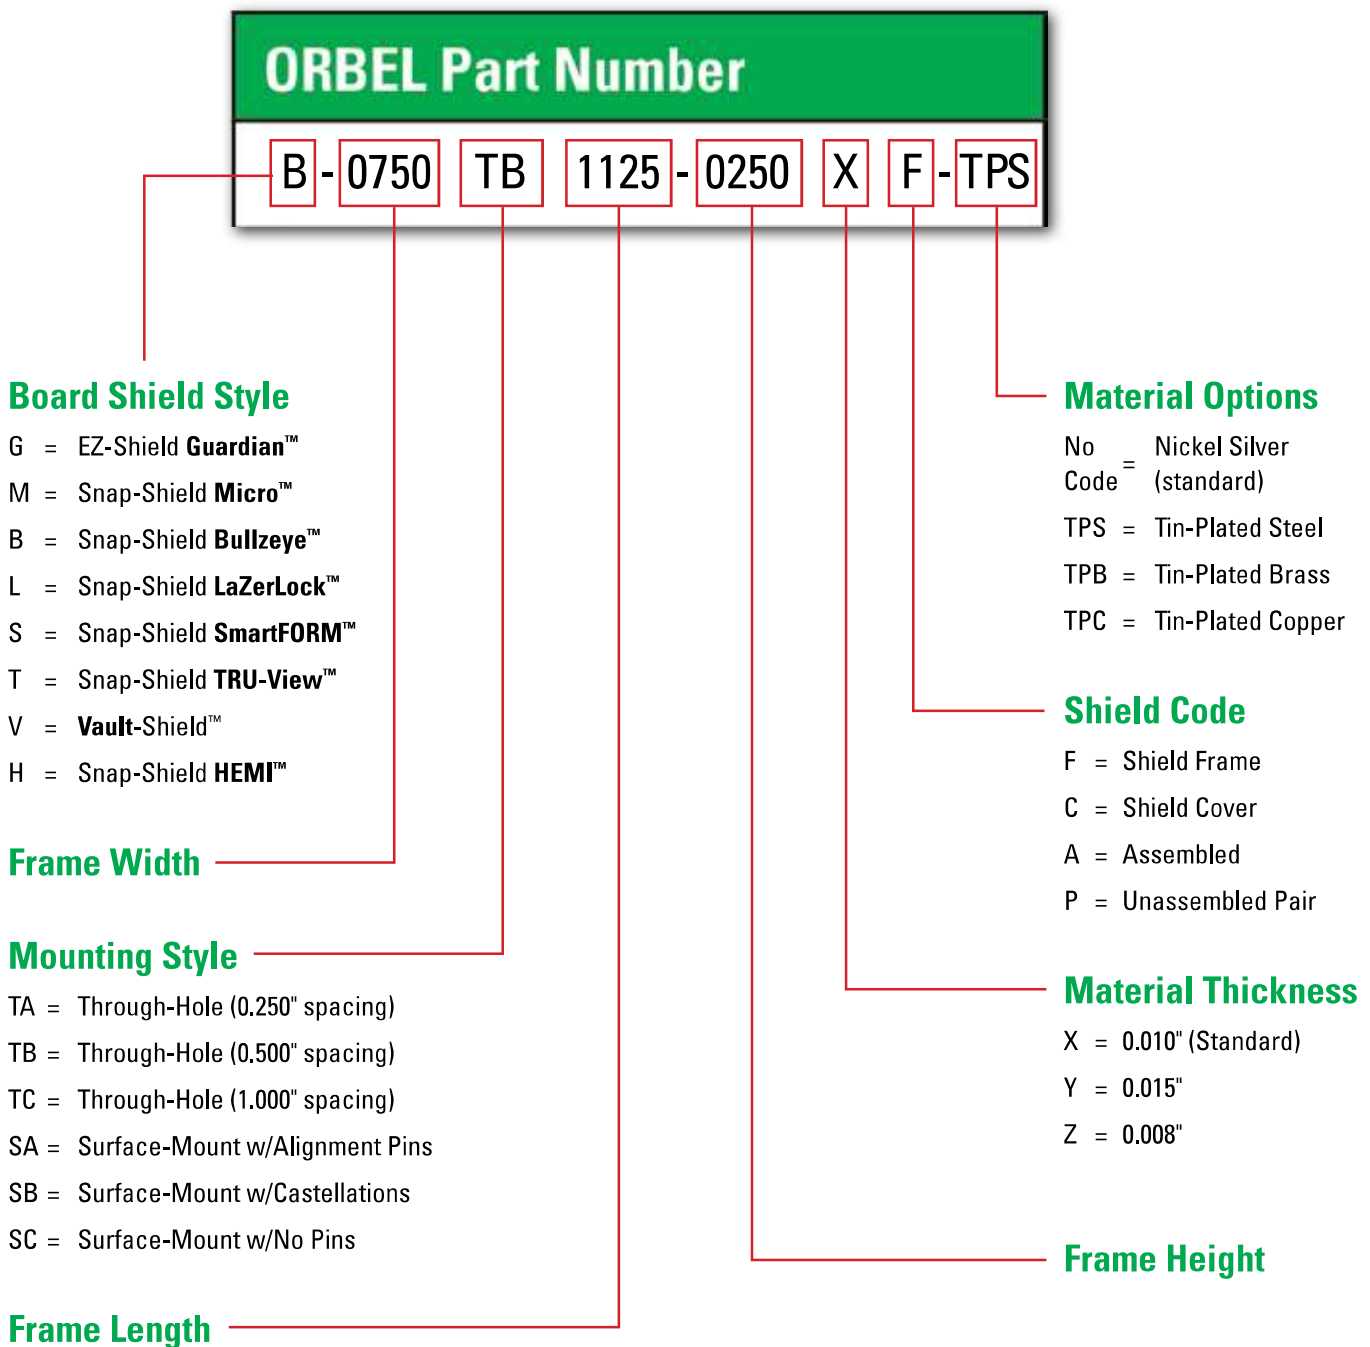 ORBEL Part Number
B - 0750 TB 1125 - 0250 X F - TPS
Board Shield Style
G = EZ-Shield Guardian™
M = Snap-Shield Micro™
B = Snap-Shield Bullzeye™
L = Snap-Shield LaZerLock™
S = Snap-Shield SmartFORM™
T = Snap-Shield TRU-View™
V = Vault-Shield™
H = Snap-Shield HEMI™
Frame Width
Mounting Style
TA = Through-Hole (0.250" spacing)
TB = Through-Hole (0.500" spacing)
TC = Through-Hole (1.000" spacing)
SA = Surface-Mount w/Alignment Pins
SB = Surface-Mount w/Castellations
SC = Surface-Mount w/No Pins
Frame Length
Material Options
No Code = Nickel Silver (standard)
TPS = Tin-Plated Steel
TPB = Tin-Plated Brass
TPC = Tin-Plated Copper
Shield Code
F = Shield Frame
C = Shield Cover
A = Assembled
P = Unassembled Pair
Material Thickness
X = 0.010" (Standard)
Y = 0.015"
Z = 0.008"
Frame Height